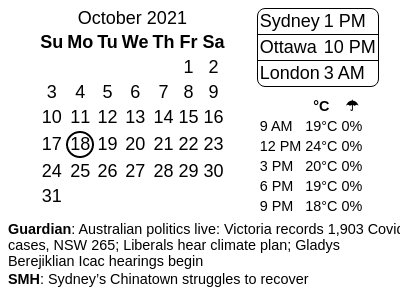 October 2021
Su Mo Tu We Th Fr Sa
1 2
3 4 5 6 7 8 9
10 11 12 13 14 15 16
17 18 19 20 21 22 23
24 25 26 27 28 29 30
31
Sydney 1 PM
Ottawa 10 PM
London 3 AM
°C ☂
9 AM 19°C 0%
12 PM 24°C 0%
3 PM 20°C 0%
6 PM 19°C 0%
9 PM 18°C 0%
Guardian: Australian politics live: Victoria records 1,903 Covid
cases, NSW 265; Liberals hear climate plan; Gladys
Berejiklian Icac hearings begin
SMH: Sydney’s Chinatown struggles to recover